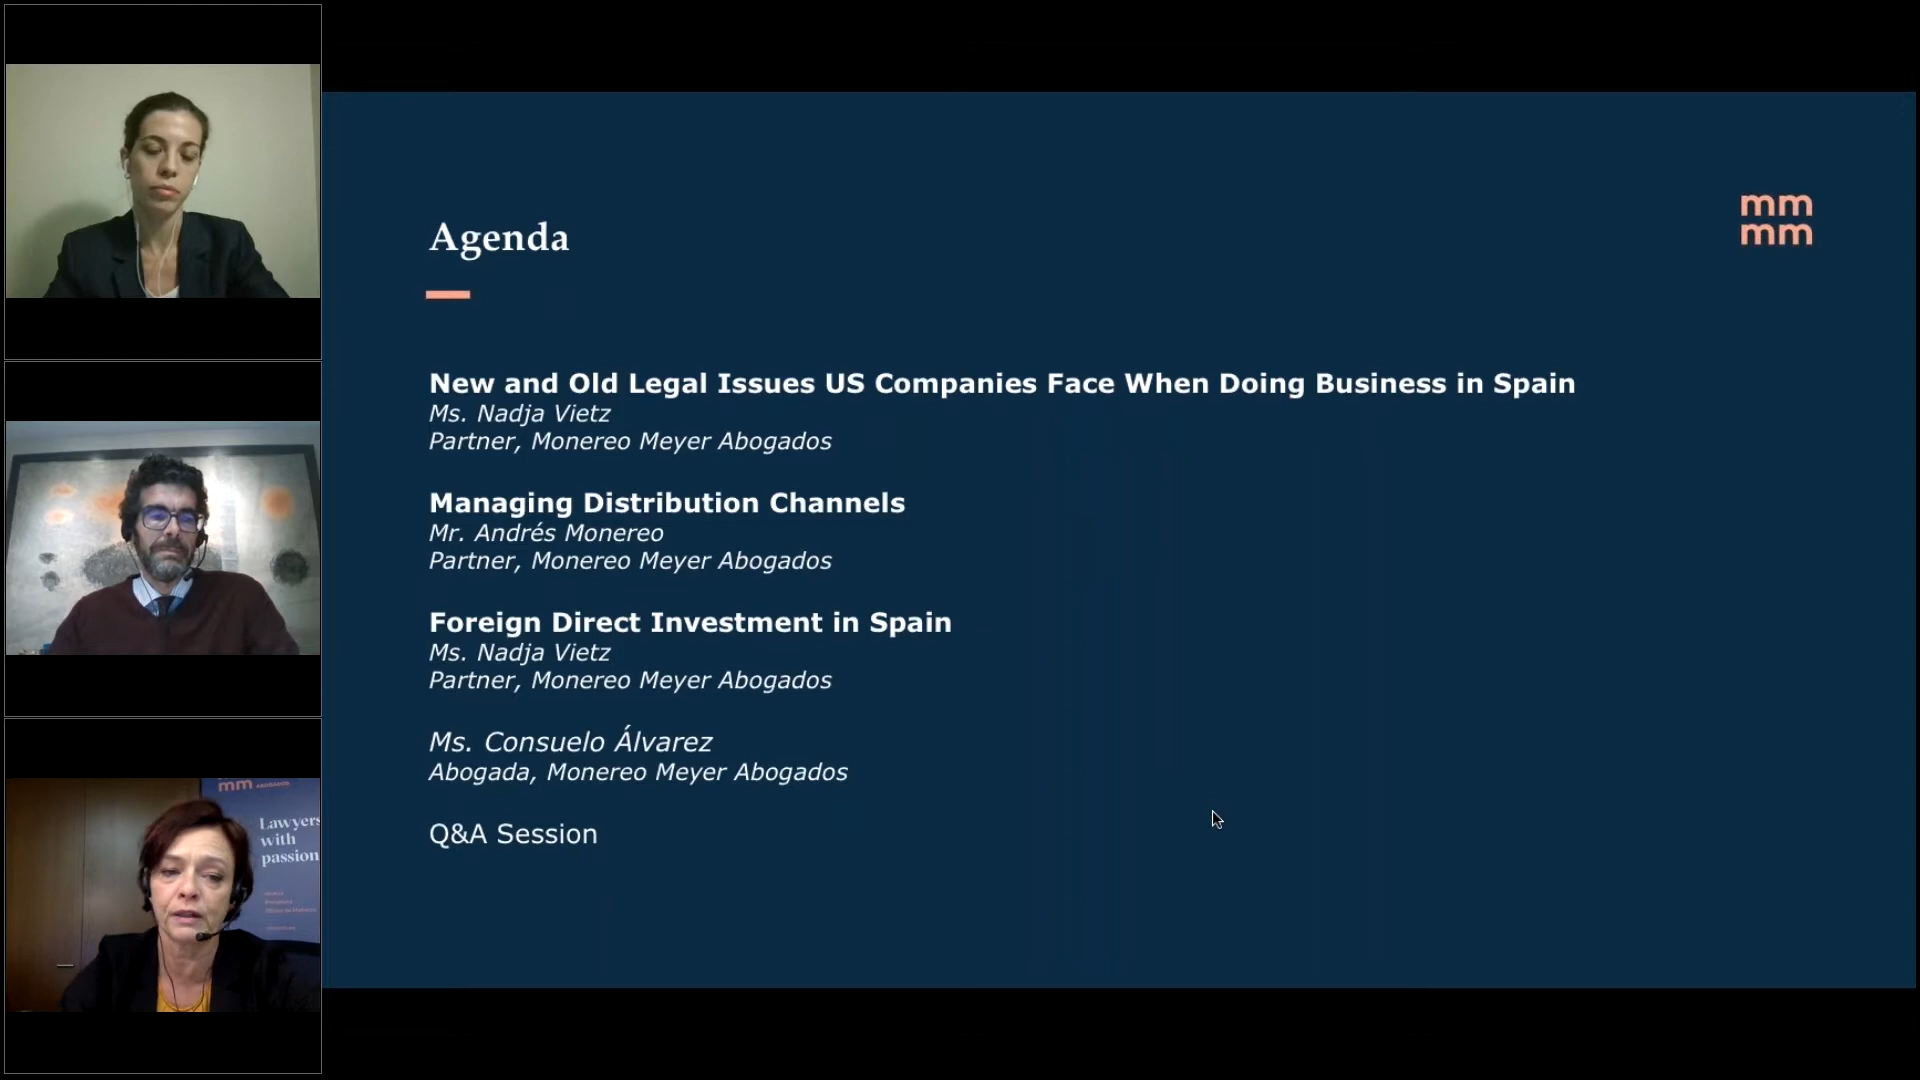 Agenda
mm
mm
New and Old Legal Issues US Companies Face When Doing Business in Spain
Ms. Nadja Vietz
Partner, Monereo Meyer Abogados
Managing Distribution Channels
Mr. Andrés Monereo
Partner, Monereo Meyer Abogados
Foreign Direct Investment in Spain
Ms. Nadja Vietz
Partner, Monereo Meyer Abogados
Ms. Consuelo Álvarez
Abogada, Monereo Meyer Abogados
Q&A Session
mm ABOGADOS
Lawyers
with
passion